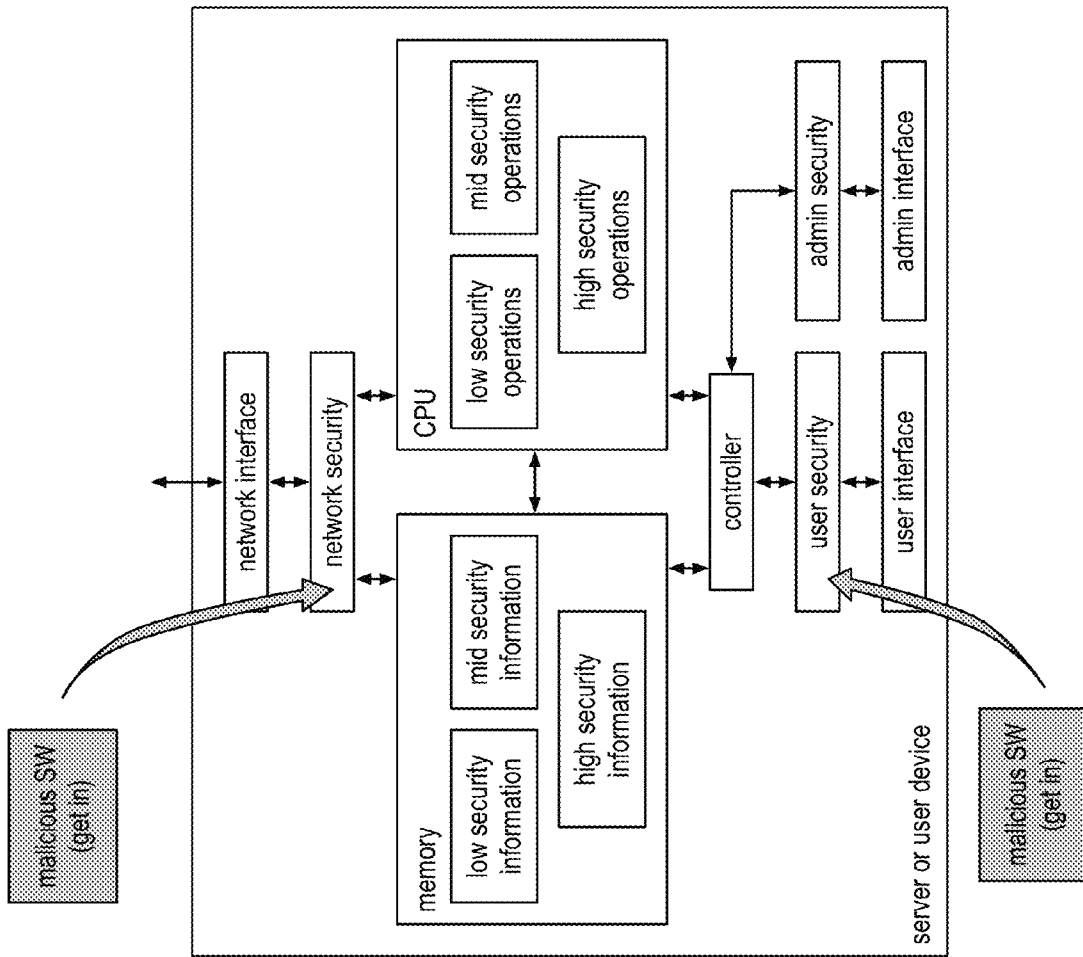 malicious SW
(get in)
network interface
network security
memory
low security
information
mid security
information
high security
information
CPU
low security
operations
mid security
operations
high security
operations
controller
user security
admin security
user interface
admin interface
server or user device
malicious SW
(get in)